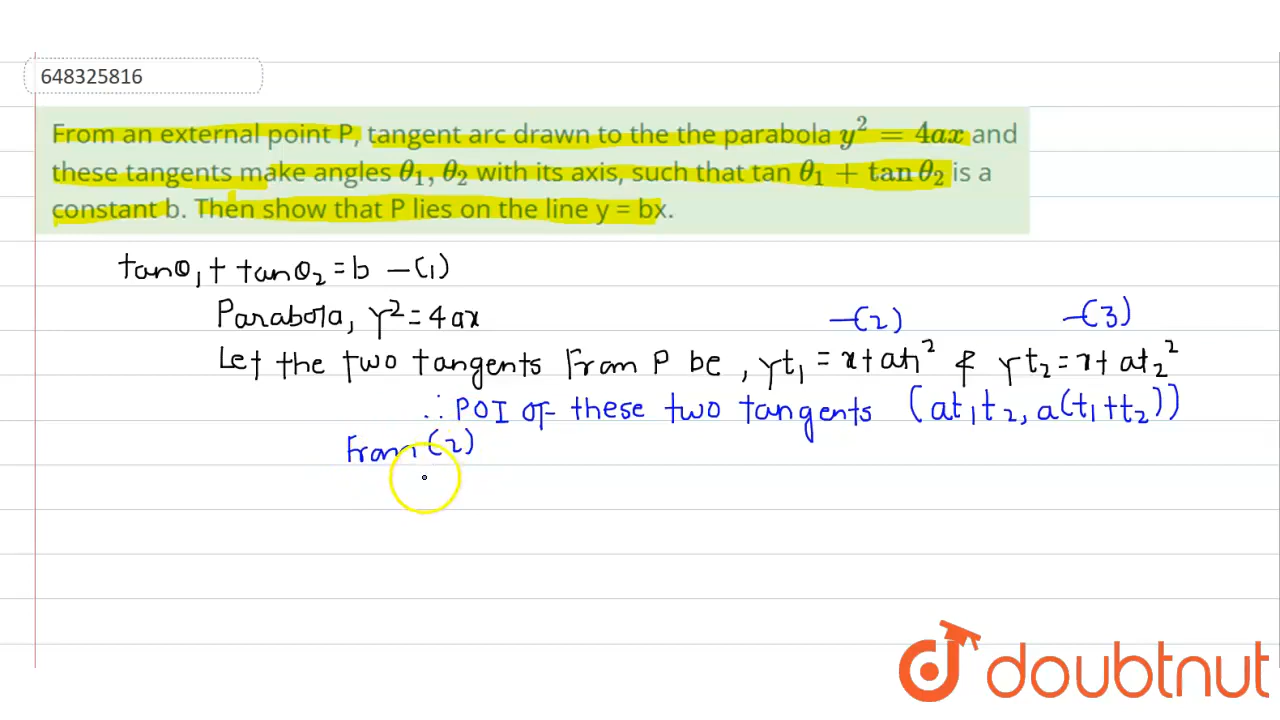 648325816
From an external point P, tangent arc drawn to the the parabola y² = 4ax and
these tangents make angles θ₁, θ₂ with its axis, such that tan θ₁ + tan θ₂ is a
constant b. Then show that P lies on the line y = bx.
tanθ₁ + tanθ₂ = b -(1)
Parabola, y² = 4ax
-(2) -(3)
Let the two tangents From P be, yt₁ = x + at₁² & yt₂ = x + at₂²
∴ POI OF these two tangents (at₁t₂, a(t₁+t₂))
From (2)
doubtnut